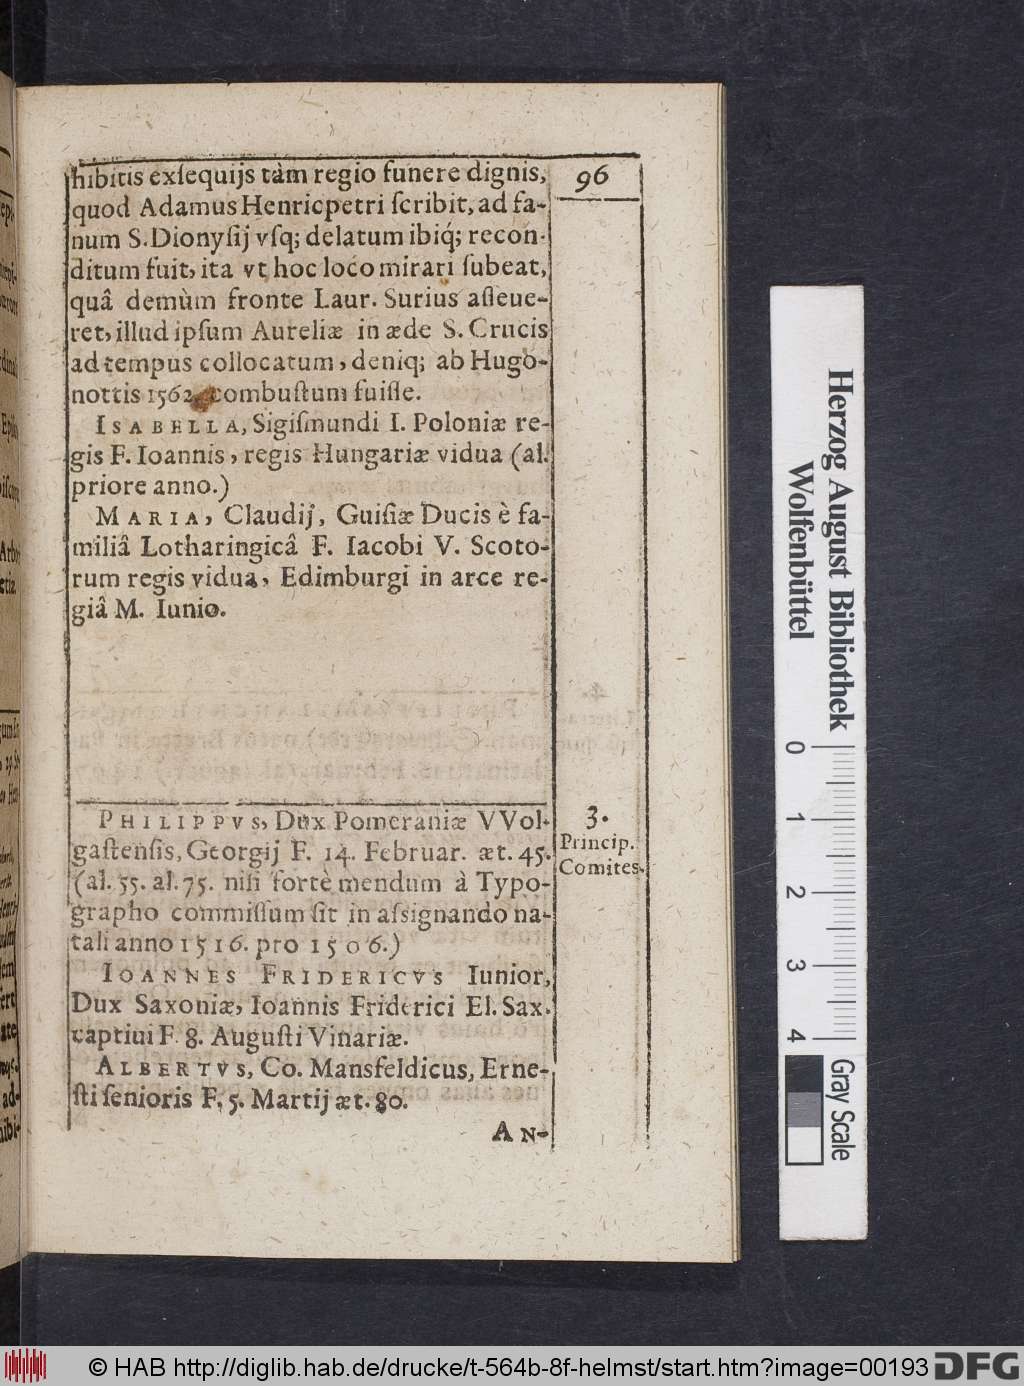 hibitis exſequijs tàm regio funere dignis,
96
quod Adamus Henricpetri ſcribit, ad fa-
num S. Dionyſij vſq; delatum ibiq́; recon-
ditum fuit, ita vt hoc loco mirari ſubeat,
quâ demùm fronte Laur. Surius aſſeue-
ret, illud ipſum Aureliæ in æde S. Crucis
ad tempus collocatum, deniq; ab Hugo-
nottis 1562. combuſtum fuiſſe.
ISABELLA, Sigiſmundi I. Poloniæ re-
gis F. Ioannis, regis Hungariæ vidua (al.
priore anno.)
MARIA, Claudij, Guiſiæ Ducis è fa-
miliâ Lotharingicâ F. Iacobi V. Scoto-
rum regis vidua, Edimburgi in arce re-
giâ M. Iunio.
PHILIPPVS, Dux Pomeraniæ VVol-
gaſtenſis, Georgij F. 14. Februar. æt. 45.
(al. 55. al. 75. niſi fortè mendum à Typo-
grapho commiſſum ſit in aſsignando na-
tali anno 1516. pro 1506.)
3.
Princip.
Comites.
IOANNES FRIDERICVS Iunior,
Dux Saxoniæ, Ioannis Friderici El. Sax.
captiui F. 8. Auguſti Vinariæ.
ALBERTVS, Co. Mansfeldicus, Erne-
ſti ſenioris F. 5. Martij æt. 80.
AN-
Herzog August Bibliothek
Wolfenbüttel
0 1 2 3 4
Gray Scale
© HAB http://diglib.hab.de/drucke/t-564b-8f-helmst/start.htm?image=00193
DFG